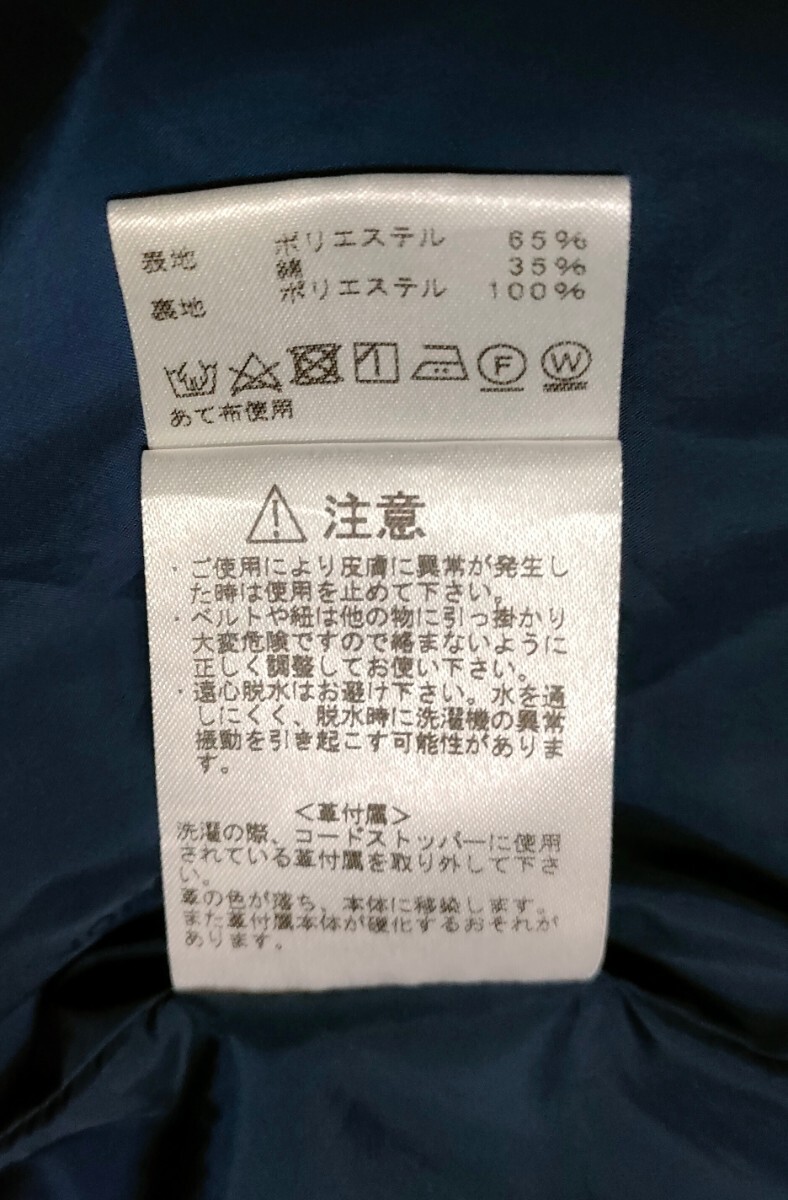 表地 ポリエステル 65%
綿 35%
裏地 ポリエステル 100%
F W
あて布使用
注意
・ご使用により皮膚に異常が発生し
た時は使用を止めて下さい。
・ベルトや紐は他の物に引っ掛かり
大変危険ですので絡まないように
正しく調整してお使い下さい。
・遠心脱水はお避け下さい。水を通
しにくく、脱水時に洗濯機の異常
振動を引き起こす可能性がありま
す。
＜革付属＞
洗濯の際、コードストッパーに使用
されている革付属を取り外して下さ
い。
革の色が落ち、本体に移染します。
また革付属本体が硬化するおそれが
あります。